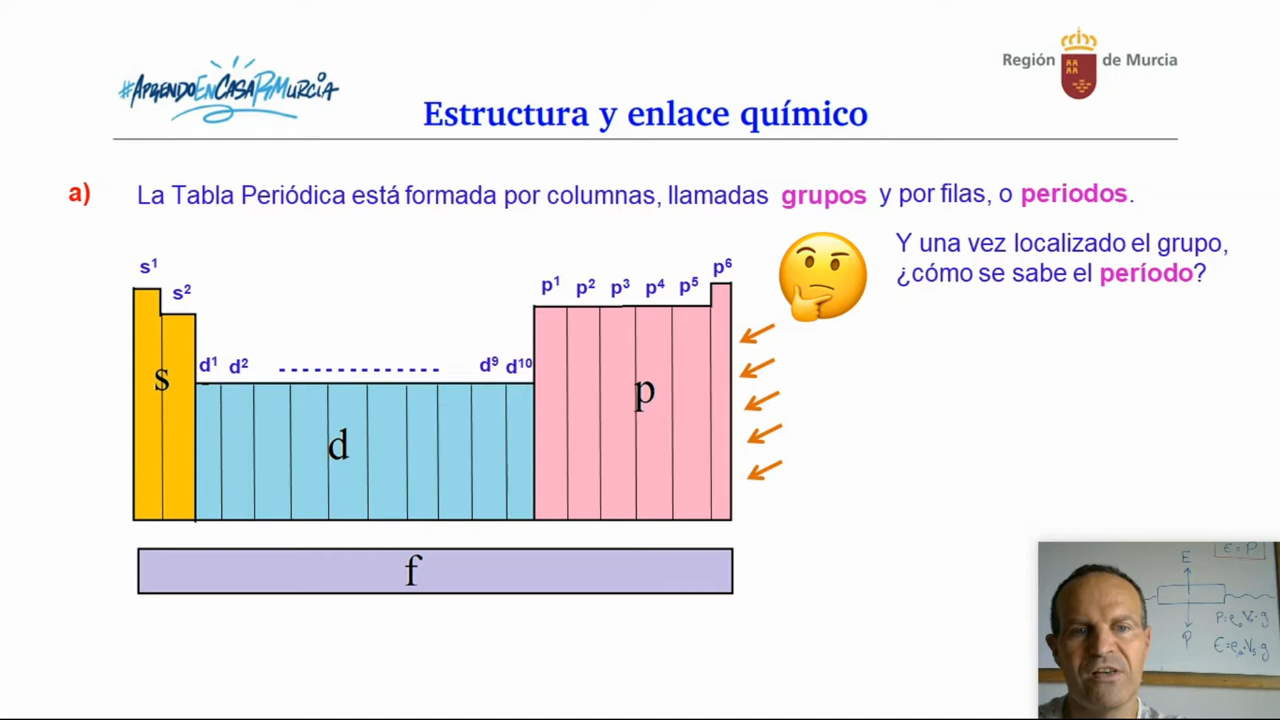 #AprendoEnCasaRMurcia
Región de Murcia
Estructura y enlace químico
a) La Tabla Periódica está formada por columnas, llamadas grupos y por filas, o periodos.
Y una vez localizado el grupo,
¿cómo se sabe el período?
s¹
s²
p¹ p² p³ p⁴ p⁵ p⁶
d¹ d² -------------- d⁹ d¹⁰
s
p
d
f
E = P
E
P